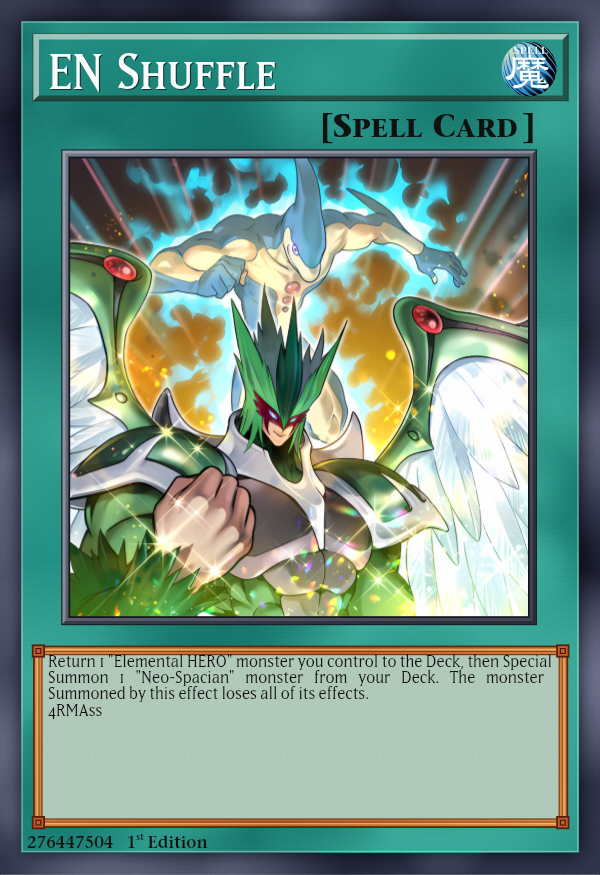 EN Shuffle
SPELL
魔
[Spell Card]
Return 1 "Elemental HERO" monster you control to the Deck, then Special
Summon 1 "Neo-Spacian" monster from your Deck. The monster
Summoned by this effect loses all of its effects.
4RMAss
276447504 1st Edition